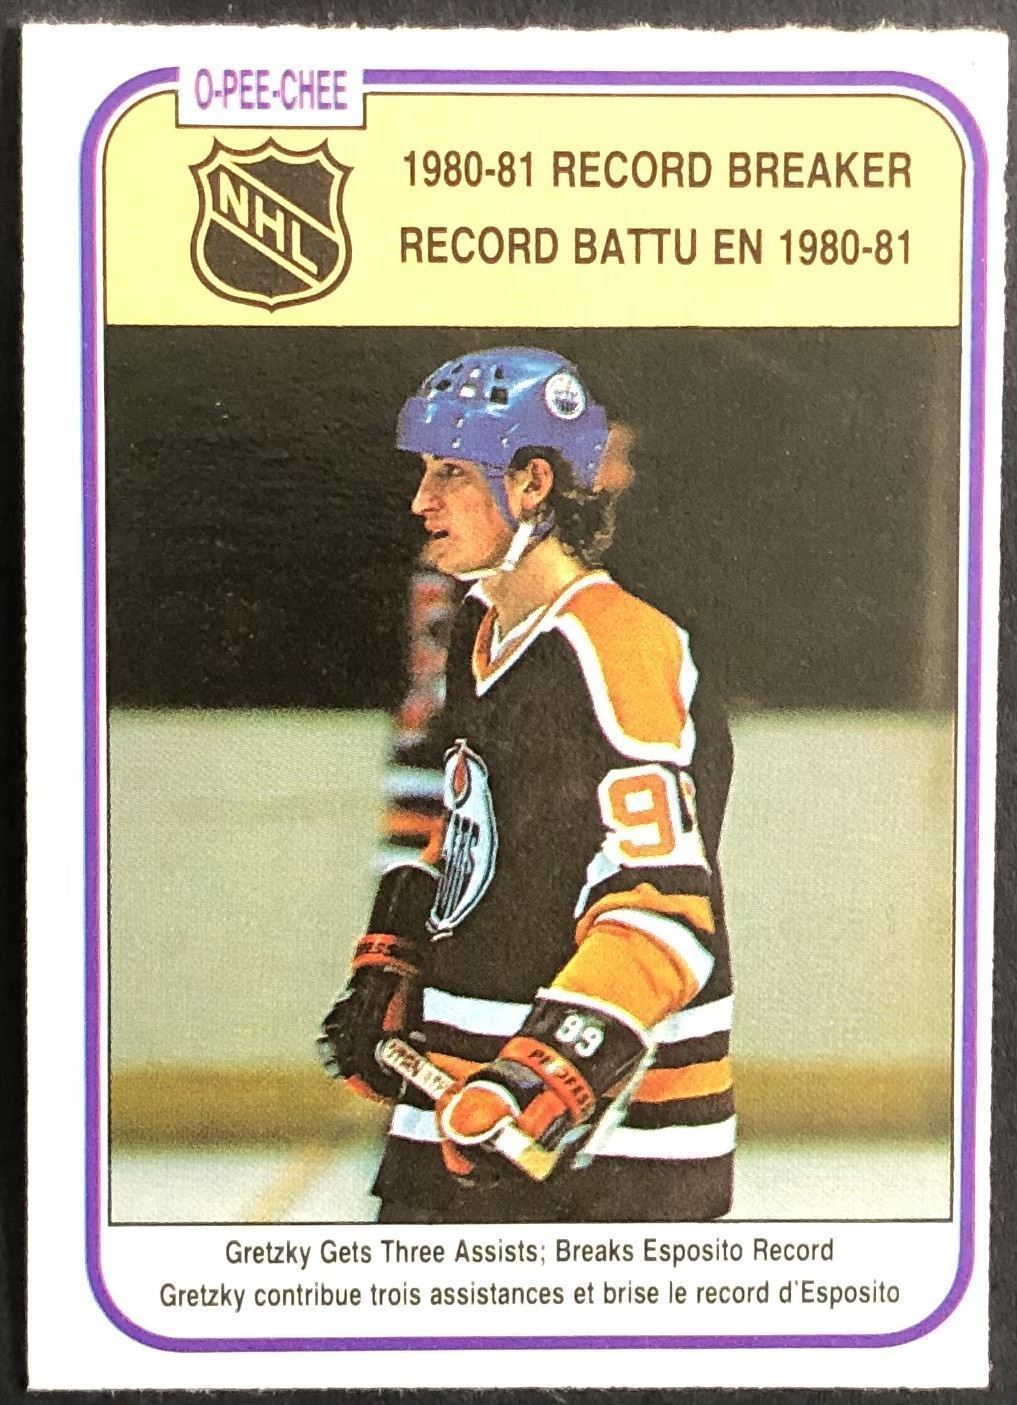 O-PEE-CHEE
NHL
1980-81 RECORD BREAKER
RECORD BATTU EN 1980-81
9
99
Gretzky Gets Three Assists; Breaks Esposito Record
Gretzky contribue trois assistances et brise le record d'Esposito